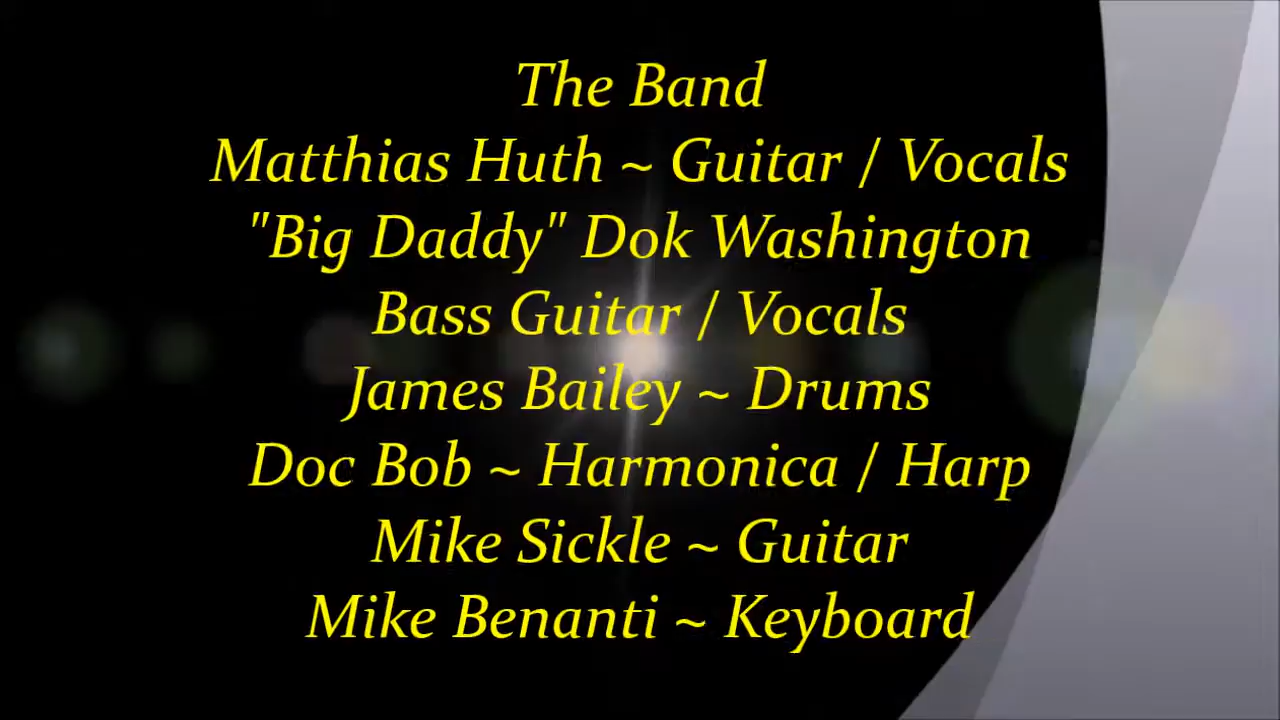 The Band
Matthias Huth ~ Guitar / Vocals
"Big Daddy" Dok Washington
Bass Guitar / Vocals
James Bailey ~ Drums
Doc Bob ~ Harmonica / Harp
Mike Sickle ~ Guitar
Mike Benanti ~ Keyboard